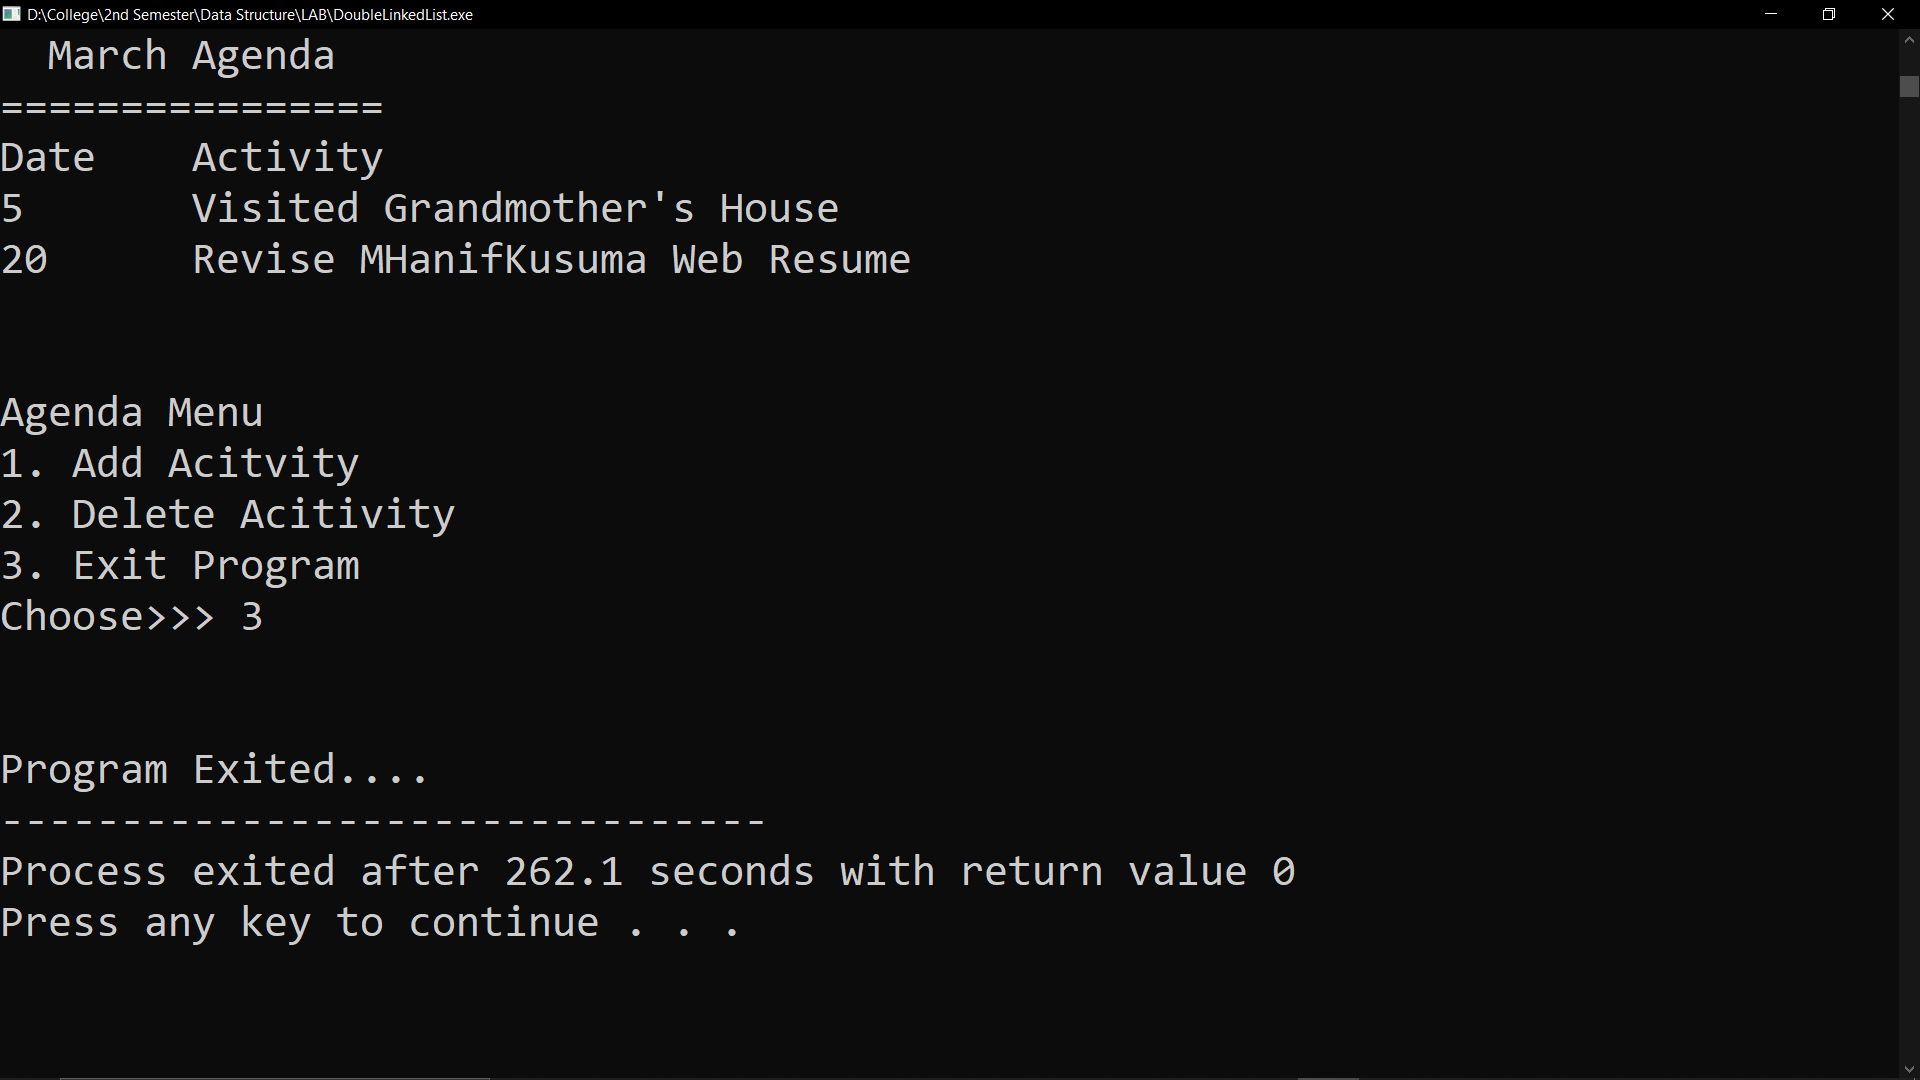 D:\College\2nd Semester\Data Structure\LAB\DoubleLinkedList.exe
March Agenda
================
Date    Activity
5       Visited Grandmother's House
20      Revise MHanifKusuma Web Resume
Agenda Menu
1. Add Acitvity
2. Delete Acitivity
3. Exit Program
Choose>>> 3
Program Exited....
--------------------------------
Process exited after 262.1 seconds with return value 0
Press any key to continue . . .